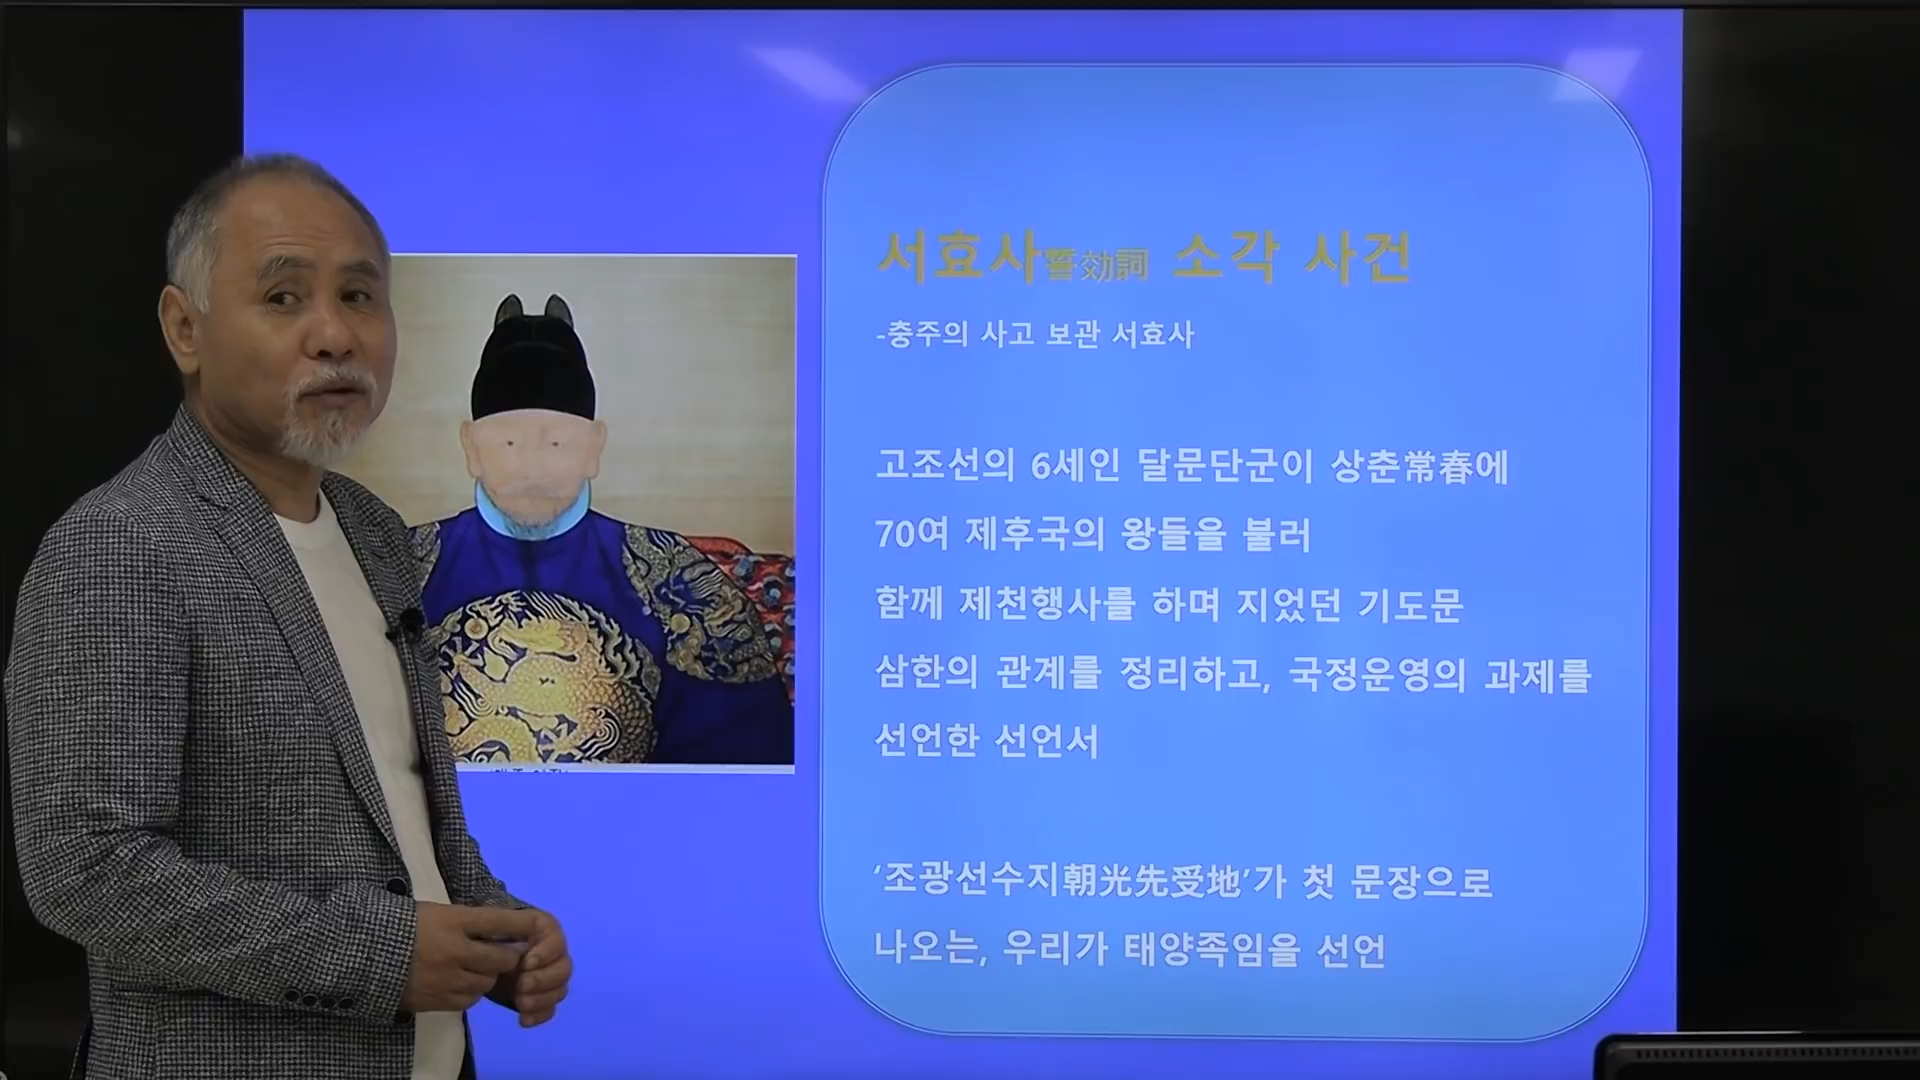 서효사誓効詞 소각 사건
-충주의 사고 보관 서효사
고조선의 6세인 달문단군이 상춘常春에
70여 제후국의 왕들을 불러
함께 제천행사를 하며 지었던 기도문
삼한의 관계를 정리하고, 국정운영의 과제를
선언한 선언서
‘조광선수지朝光先受地’가 첫 문장으로
나오는, 우리가 태양족임을 선언